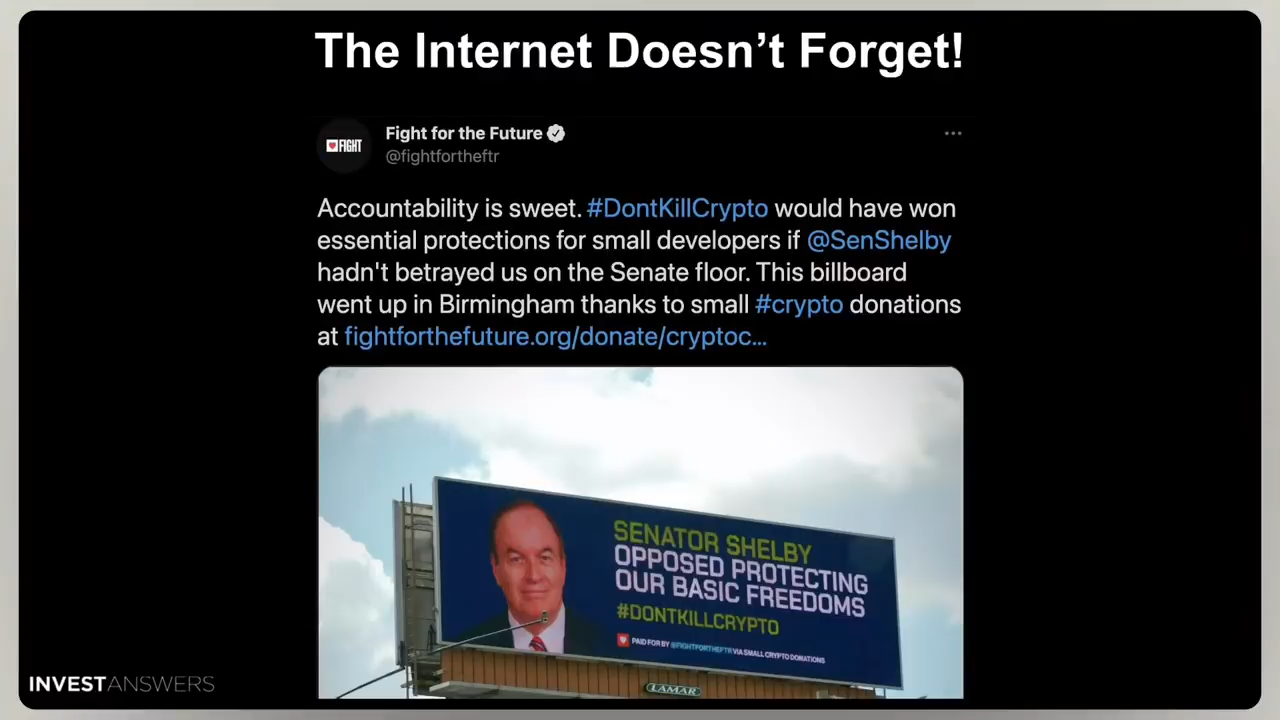 The Internet Doesn’t Forget!
FIGHT
Fight for the Future
@fightfortheftr
Accountability is sweet. #DontKillCrypto would have won
essential protections for small developers if @SenShelby
hadn't betrayed us on the Senate floor. This billboard
went up in Birmingham thanks to small #crypto donations
at fightforthefuture.org/donate/cryptoc...
SENATOR SHELBY
OPPOSED PROTECTING
OUR BASIC FREEDOMS
#DONTKILLCRYPTO
PAID FOR BY @FIGHTFORTHEFTR VIA SMALL CRYPTO DONATIONS
LAMAR
INVESTANSWERS